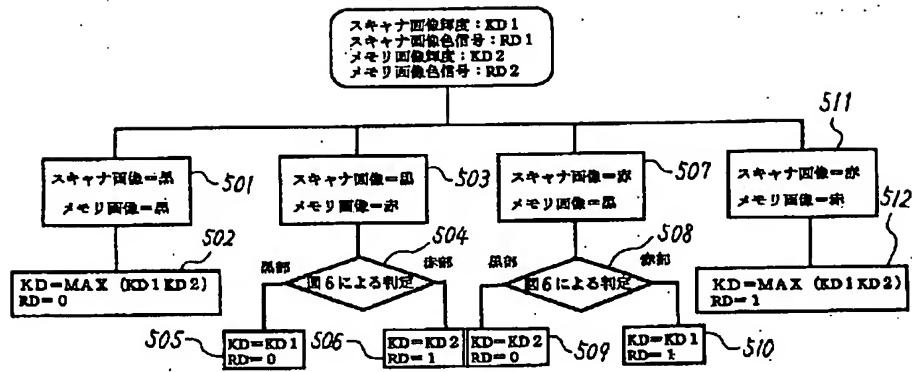 スキャナ画像輝度:KD1
スキャナ画像色信号:RD1
メモリ画像輝度:KD2
メモリ画像色信号:RD2
スキャナ画像=黒
メモリ画像=黒
501
スキャナ画像=黒
メモリ画像=赤
503
スキャナ画像=赤
メモリ画像=黒
507
511
スキャナ画像=赤
メモリ画像=赤
502
KD=MAX (KD1KD2)
RD=0
504
黒部
赤部
図6による判定
508
黒部
赤部
図6による判定
512
KD=MAX (KD1KD2)
RD=1
505
KD=KD1
RD=0
506
KD=KD2
RD=1
KD=KD2
RD=0
509
KD=KD1
RD=1
510